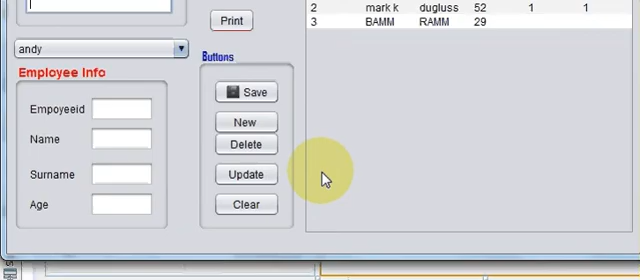 Print
andy
Employee Info
Empoyeeid
Name
Surname
Age
Buttons
Save
New
Delete
Update
Clear
2 mark k dugluss 52 1 1
3 BAMM RAMM 29